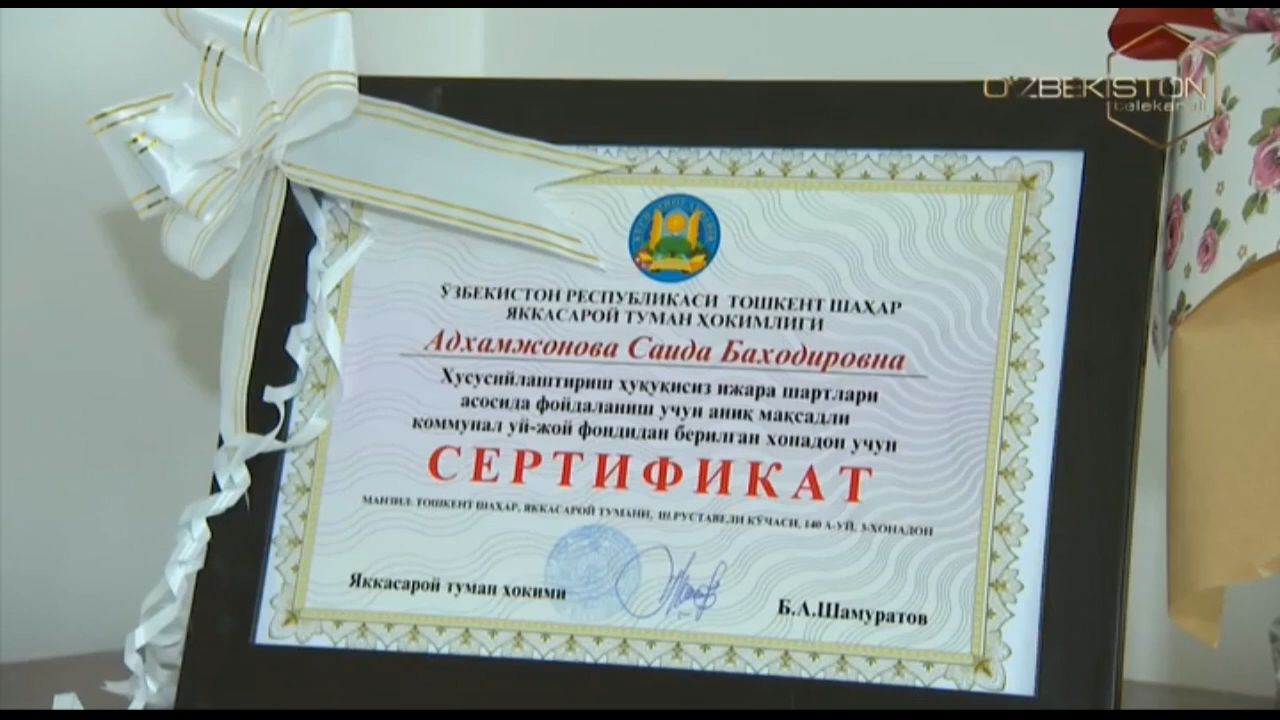 O'ZBEKISTON
telekanali
ЎЗБЕКИСТОН РЕСПУБЛИКАСИ ТОШКЕНТ ШАҲАР
ЯККАСАРОЙ ТУМАН ҲОКИМЛИГИ
Адхамжонова Саида Баходировна
Хусусийлаштириш ҳуқуқисиз ижара шартлари
асосида фойдаланиш учун аниқ мақсадли
коммунал уй-жой фондидан берилган хонадон учун
СЕРТИФИКАТ
МАНЗИЛ: ТОШКЕНТ ШАҲАР, ЯККАСАРОЙ ТУМАНИ, Ш.РУСТАВЕЛИ КЎЧАСИ, 140 А-УЙ, 3-ХОНАДОН
Яккасарой туман ҳокими
Б.А.Шамуратов